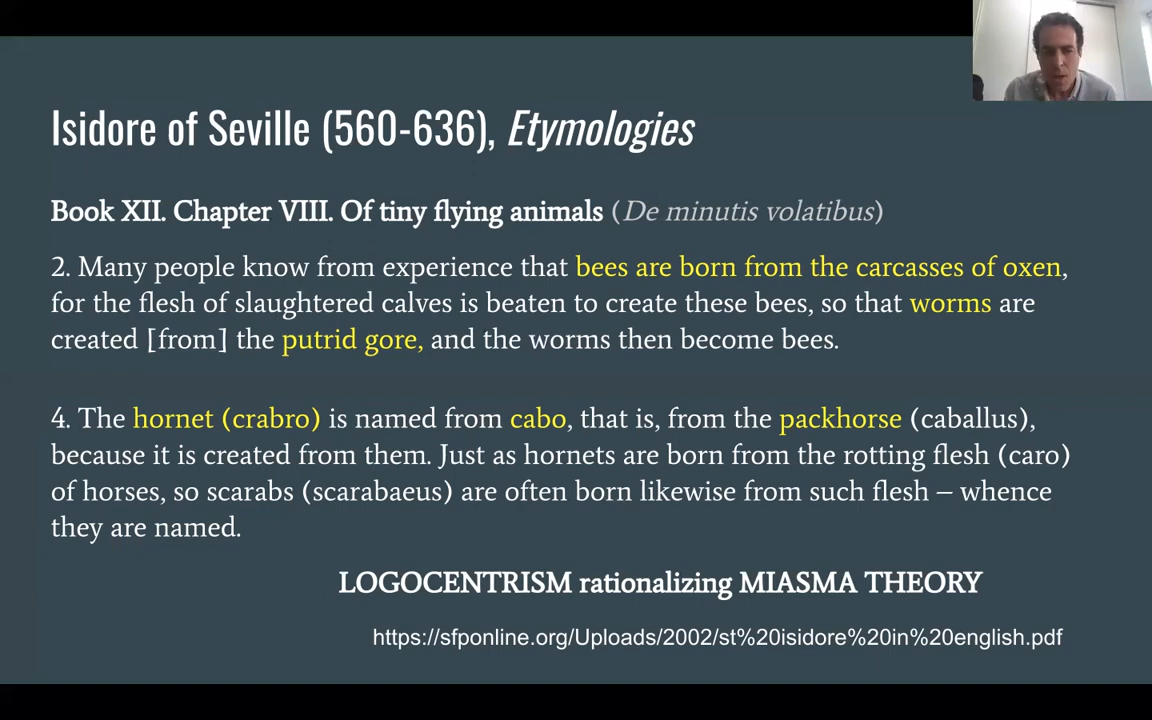 Isidore of Seville (560-636), Etymologies
Book XII. Chapter VIII. Of tiny flying animals (De minutis volatibus)
2. Many people know from experience that bees are born from the carcasses of oxen,
for the flesh of slaughtered calves is beaten to create these bees, so that worms are
created [from] the putrid gore, and the worms then become bees.
4. The hornet (crabro) is named from cabo, that is, from the packhorse (caballus),
because it is created from them. Just as hornets are born from the rotting flesh (caro)
of horses, so scarabs (scarabaeus) are often born likewise from such flesh – whence
they are named.
LOGOCENTRISM rationalizing MIASMA THEORY
https://sfponline.org/Uploads/2002/st%20isidore%20in%20english.pdf